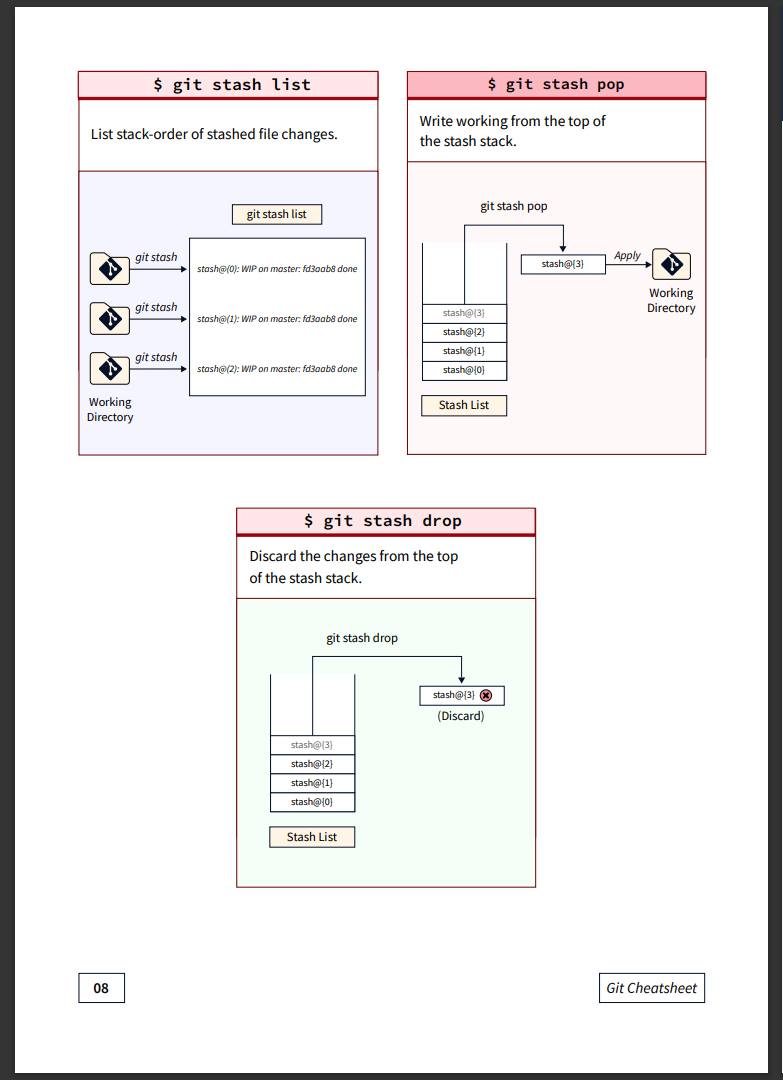 $ git stash list
List stack-order of stashed file changes.
git stash list
git stash
stash@(0): WIP on master: fd3aab8 done
git stash
stash@(1): WIP on master: fd3aab8 done
git stash
stash@(2): WIP on master: fd3aab8 done
Working
Directory
$ git stash pop
Write working from the top of
the stash stack.
git stash pop
stash@{3}
Apply
Working
Directory
stash@{3}
stash@{2}
stash@{1}
stash@{0}
Stash List
$ git stash drop
Discard the changes from the top
of the stash stack.
git stash drop
stash@{3}
(Discard)
stash@{3}
stash@{2}
stash@{1}
stash@{0}
Stash List
08
Git Cheatsheet